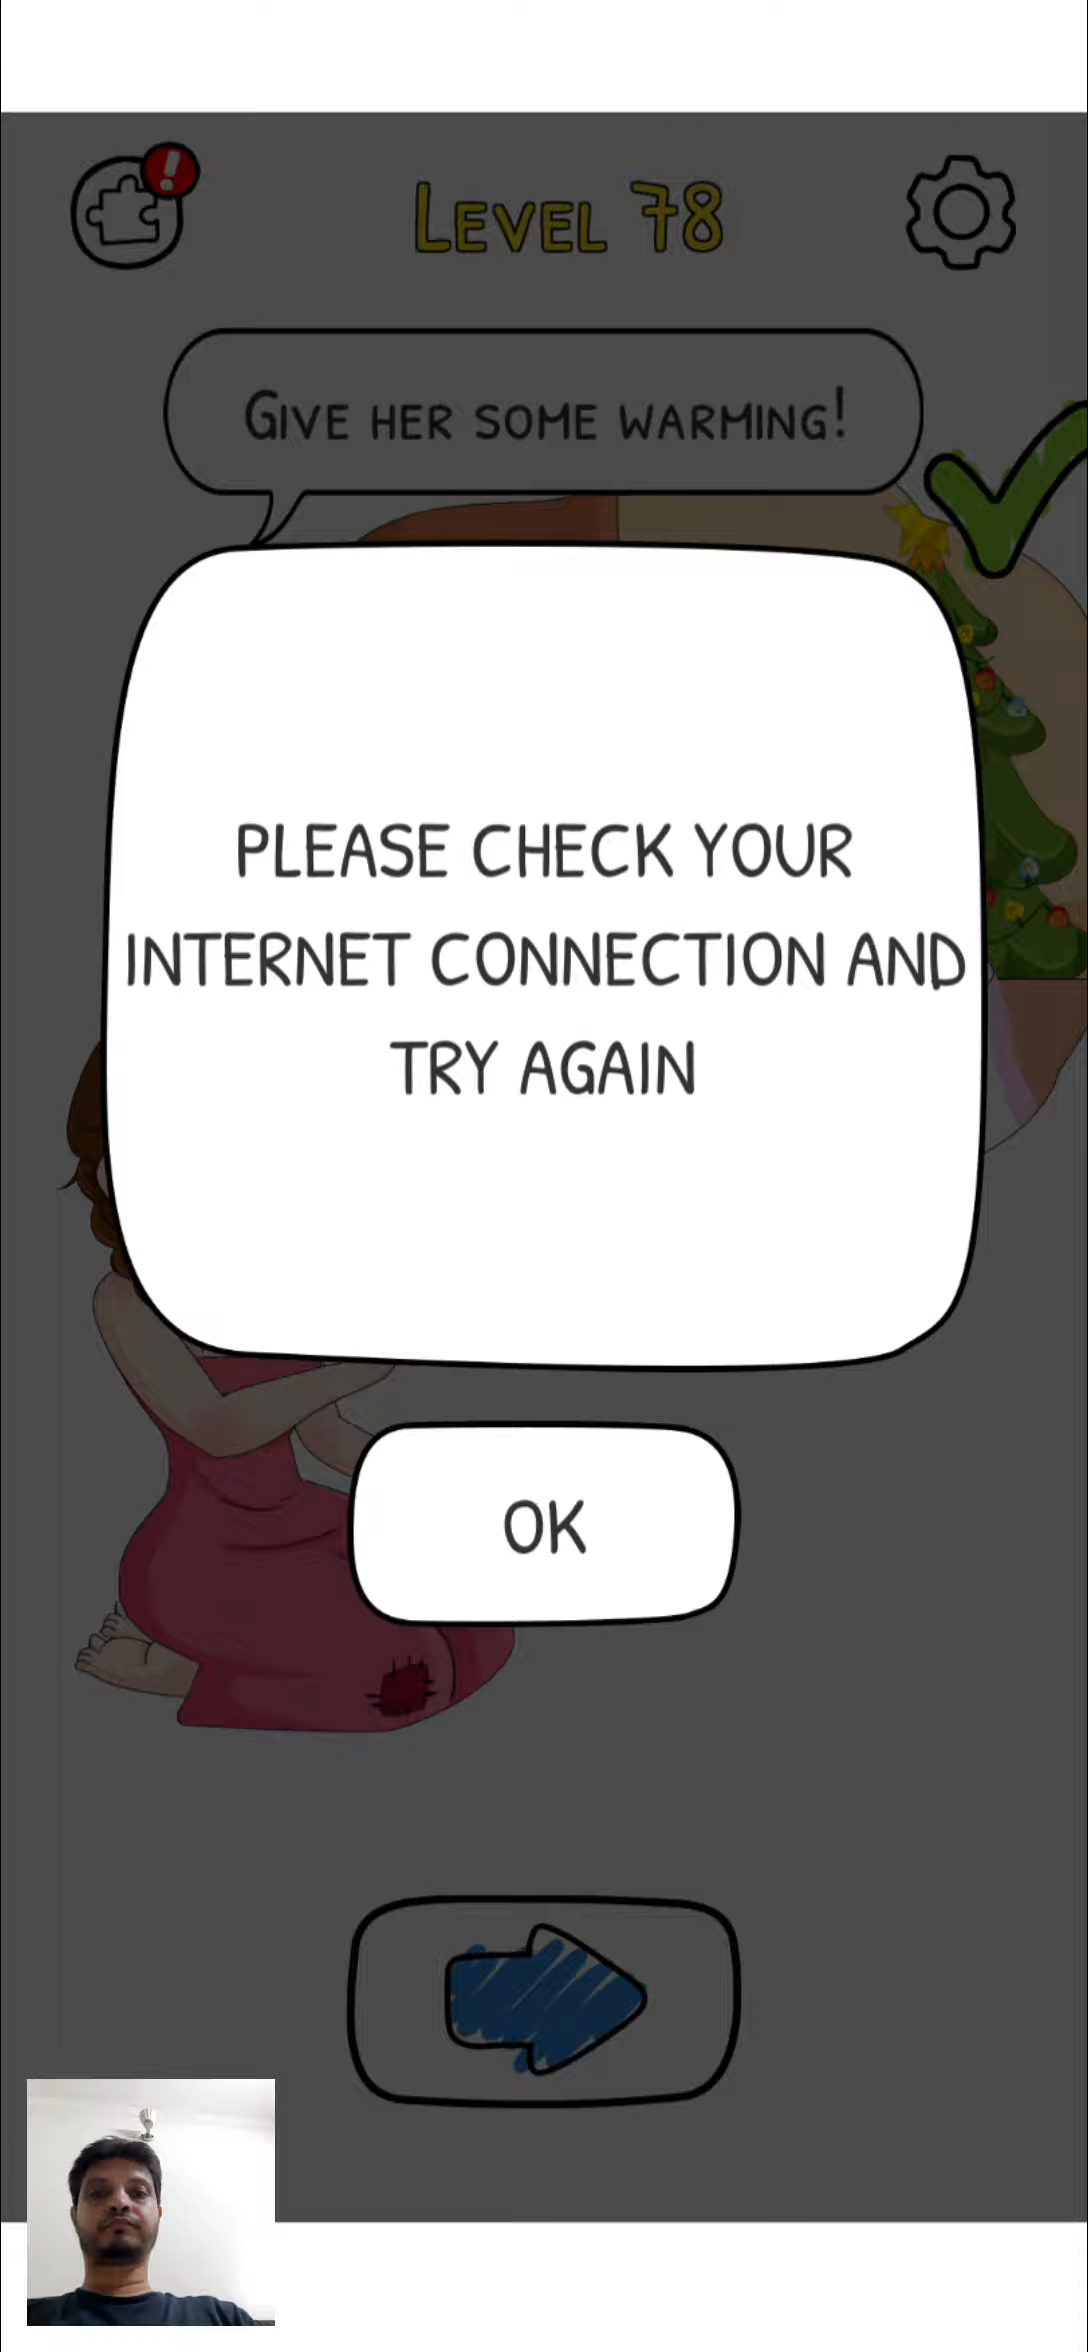 LEVEL 78
GIVE HER SOME WARMING!
PLEASE CHECK YOUR
INTERNET CONNECTION AND
TRY AGAIN
OK